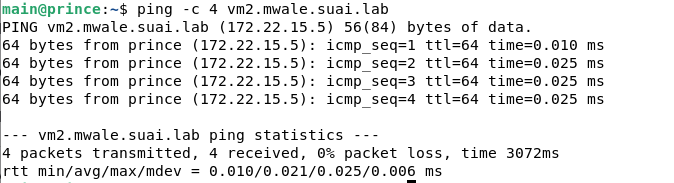 main@prince:~$ ping -c 4 vm2.mwale.suai.lab
PING vm2.mwale.suai.lab (172.22.15.5) 56(84) bytes of data.
64 bytes from prince (172.22.15.5): icmp_seq=1 ttl=64 time=0.010 ms
64 bytes from prince (172.22.15.5): icmp_seq=2 ttl=64 time=0.025 ms
64 bytes from prince (172.22.15.5): icmp_seq=3 ttl=64 time=0.025 ms
64 bytes from prince (172.22.15.5): icmp_seq=4 ttl=64 time=0.025 ms
--- vm2.mwale.suai.lab ping statistics ---
4 packets transmitted, 4 received, 0% packet loss, time 3072ms
rtt min/avg/max/mdev = 0.010/0.021/0.025/0.006 ms